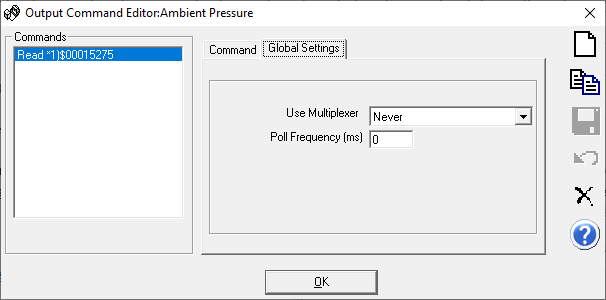 Output Command Editor:Ambient Pressure
Commands
Read *1)$00015275
Command
Global Settings
Use Multiplexer
Never
Poll Frequency (ms)
0
OK